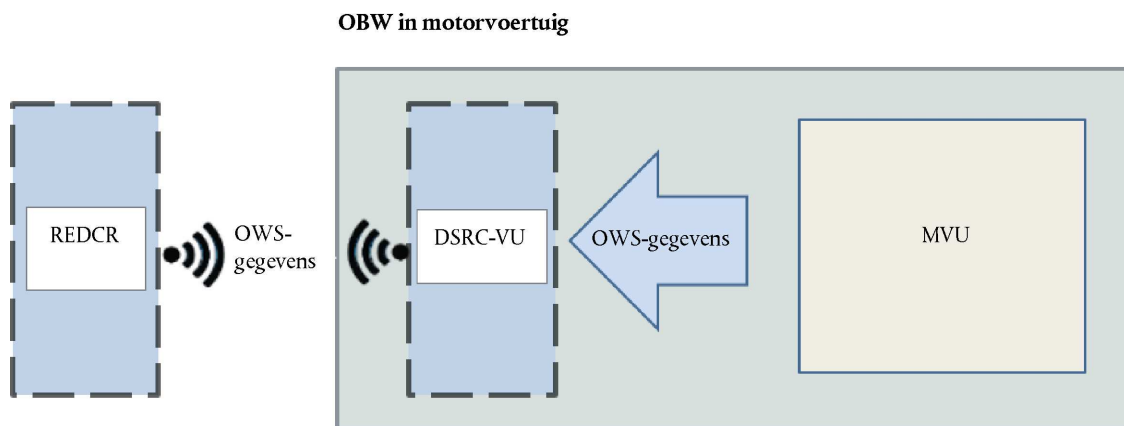 OBW in motorvoertuig
REDCR
OWS-
gegevens
DSRC-VU
OWS-gegevens
MVU